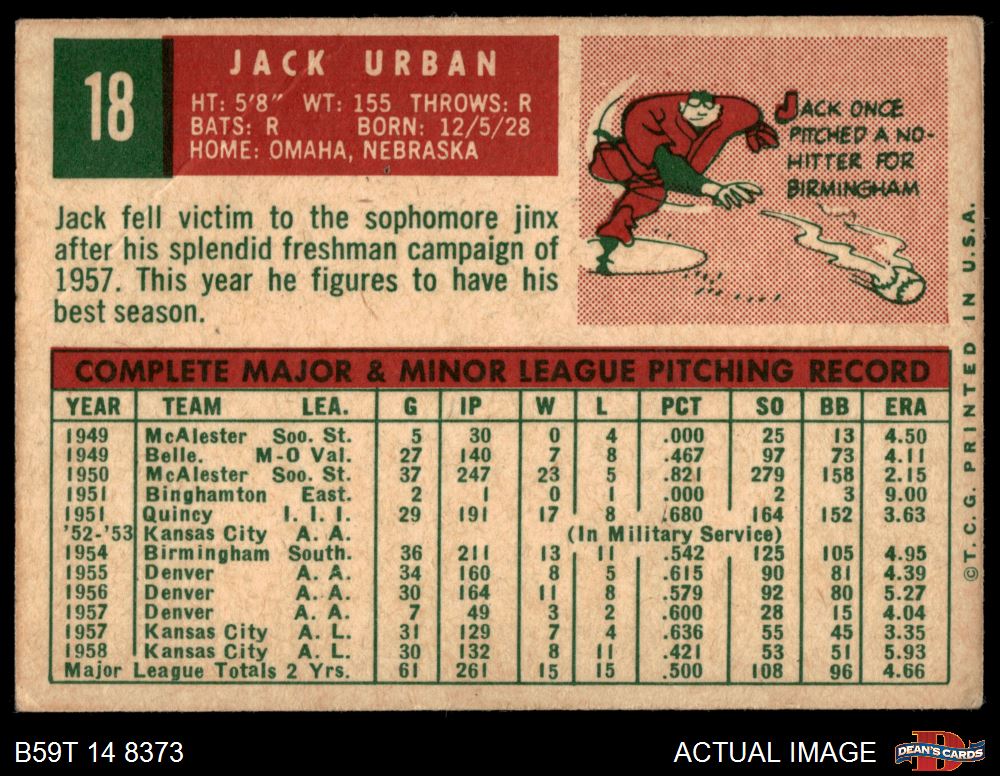 18
JACK URBAN
HT: 5'8" WT: 155 THROWS: R
BATS: R BORN: 12/5/28
HOME: OMAHA, NEBRASKA
JACK ONCE
PITCHED A NO-
HITTER FOR
BIRMINGHAM
Jack fell victim to the sophomore jinx
after his splendid freshman campaign of
1957. This year he figures to have his
best season.
COMPLETE MAJOR & MINOR LEAGUE PITCHING RECORD
YEAR TEAM LEA. G IP W L PCT SO BB ERA
1949 McAlester Soo. St. 5 30 0 4 .000 25 13 4.50
1949 Belle. M-O Val. 27 140 7 8 .467 97 73 4.11
1950 McAlester Soo. St. 37 247 23 5 .821 279 158 2.15
1951 Binghamton East. 2 1 0 1 .000 2 3 9.00
1951 Quincy I. I. I. 29 191 17 8 .680 164 152 3.63
'52-'53 Kansas City A. A. (In Military Service)
1954 Birmingham South. 36 211 13 11 .542 125 105 4.95
1955 Denver A. A. 34 160 8 5 .615 90 81 4.39
1956 Denver A. A. 30 164 11 8 .579 92 80 5.27
1957 Denver A. A. 7 49 3 2 .600 28 15 4.04
1957 Kansas City A. L. 31 129 7 4 .636 55 45 3.35
1958 Kansas City A. L. 30 132 8 11 .421 53 51 5.93
Major League Totals 2 Yrs. 61 261 15 15 .500 108 96 4.66
©T.C.G. PRINTED IN U.S.A.
B59T 14 8373
ACTUAL IMAGE
DEAN'S CARDS